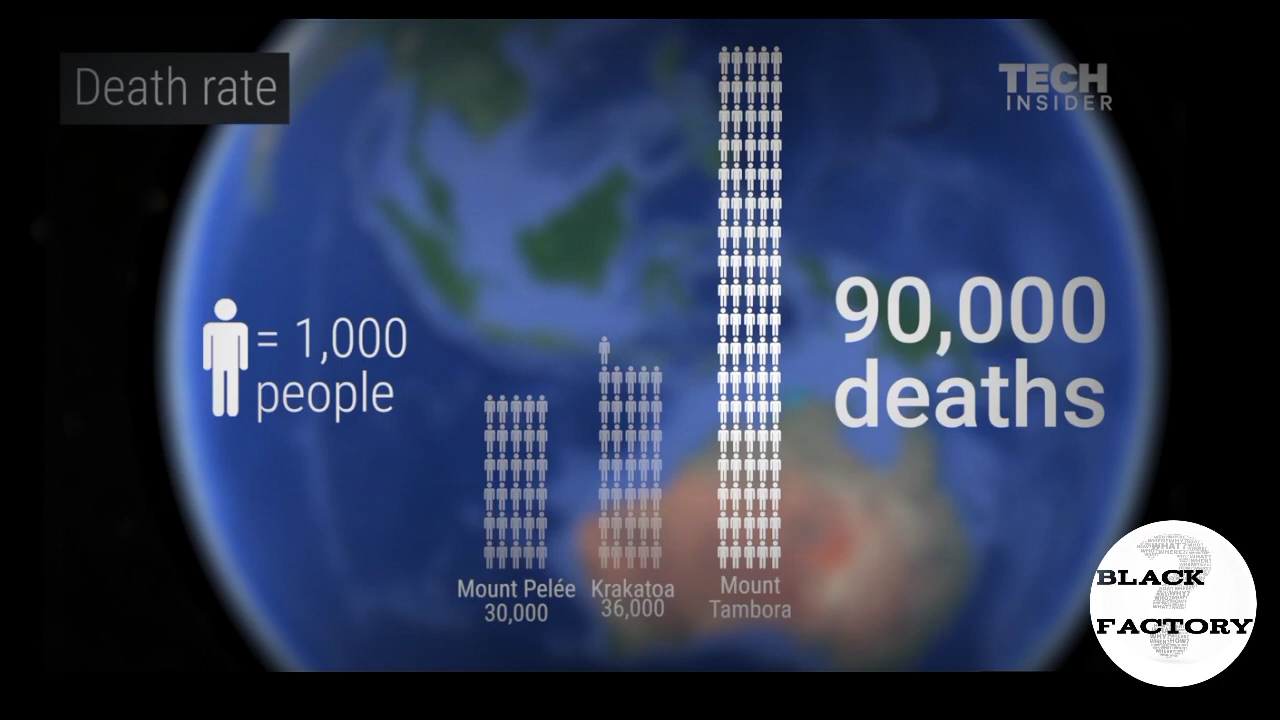 Death rate
TECH
INSIDER
= 1,000
people
90,000
deaths
Mount Pelée
30,000
Krakatoa
36,000
Mount
Tambora
BLACK
FACTORY